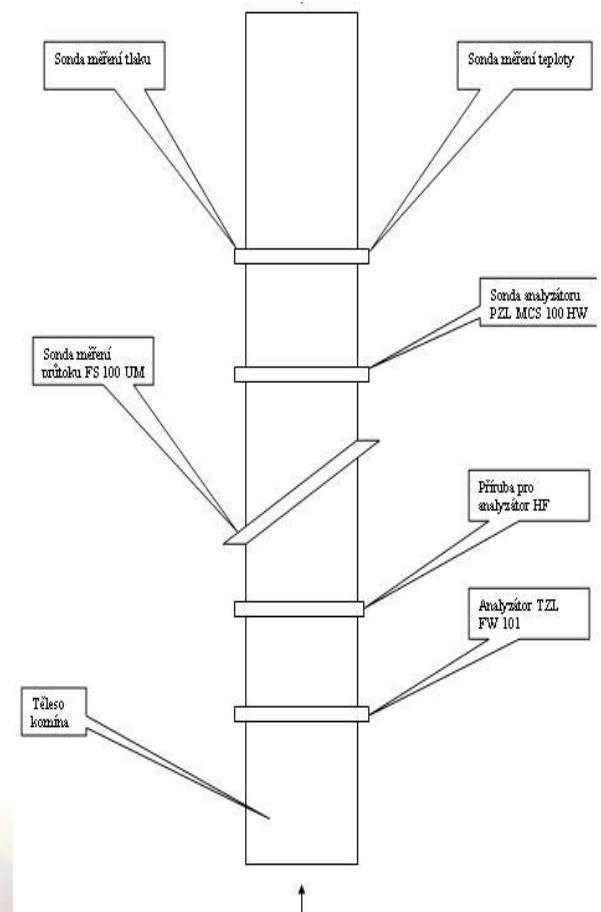 Sonda měření tlaku
Sonda měření teploty
Sonda analyzátoru
PZL MCS 100 HW
Sonda měření
průtoku FS 100 UM
Příruba pro
analyzátor HF
Analyzátor TZL
FW 101
Těleso
komína